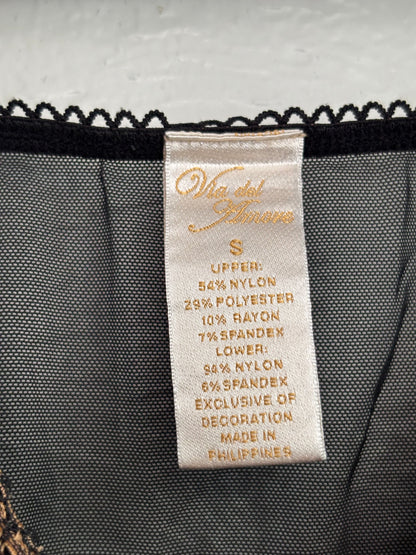 Via del
Amore
S
UPPER:
54% NYLON
29% POLYESTER
10% RAYON
7% SPANDEX
LOWER:
94% NYLON
6% SPANDEX
EXCLUSIVE OF
DECORATION
MADE IN
PHILIPPINES